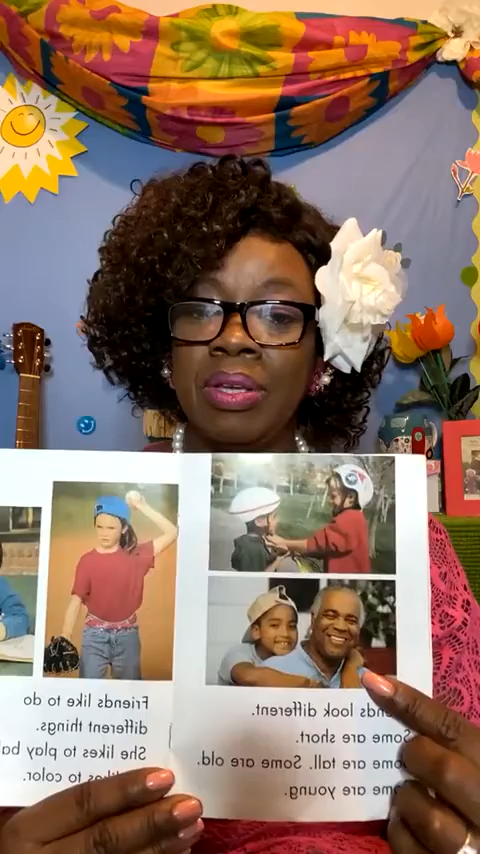 look different.
Some are short.
are tall. Some are old.
are young.
Friends like to do
different things.
She likes to play
to color.